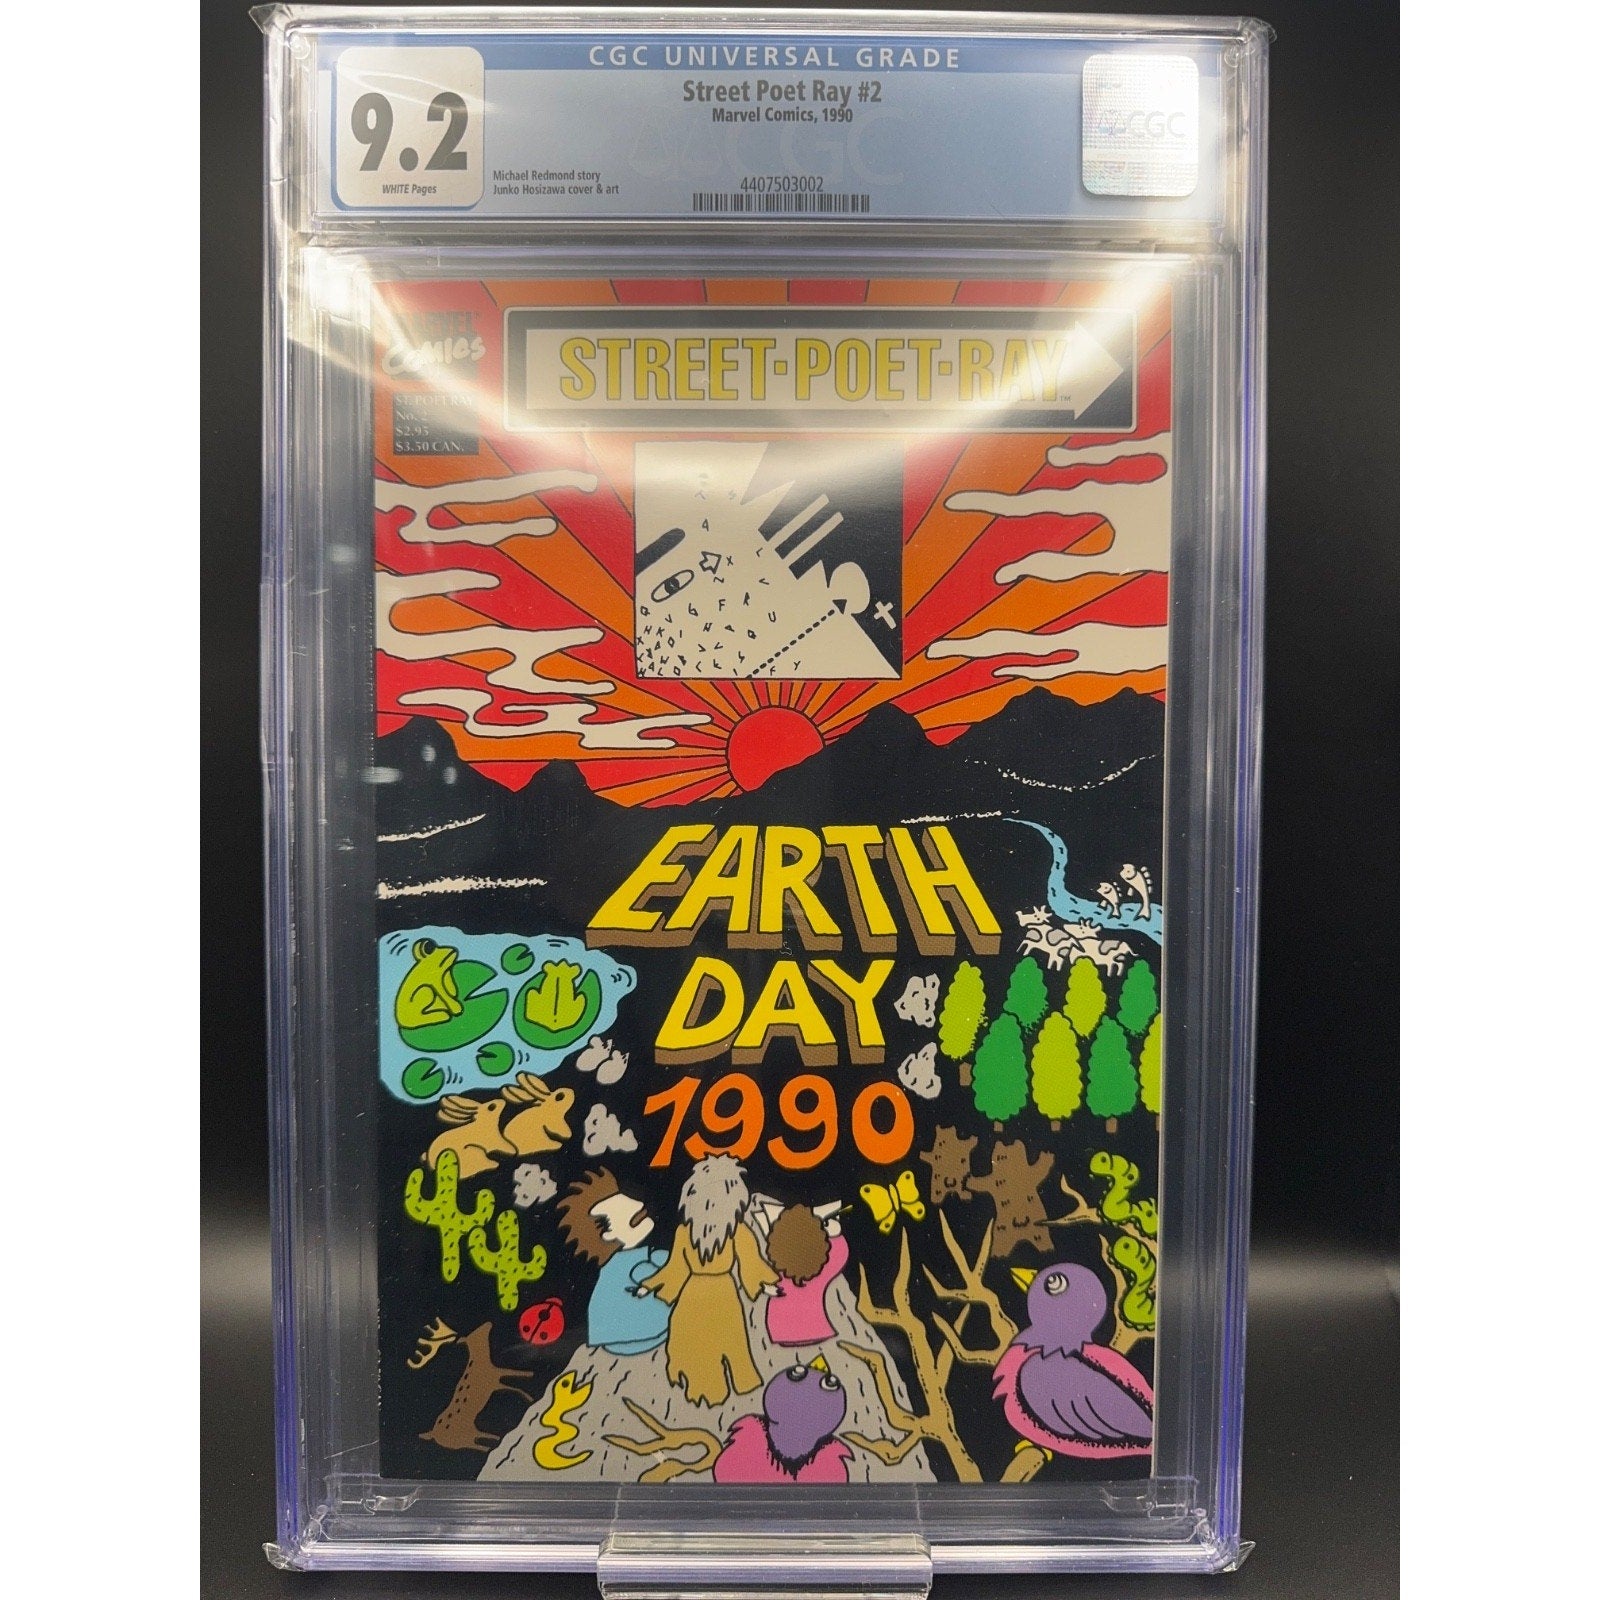 CGC UNIVERSAL GRADE
9.2
WHITE Pages
Street Poet Ray #2
Marvel Comics, 1990
Michael Redmond story
Junko Hosizawa cover & art
4407503002
CGC
MARVEL
COMICS
ST. POET RAY
No. 2
$2.95
$3.50 CAN.
STREET·POET·RAY™
EARTH
DAY
1990